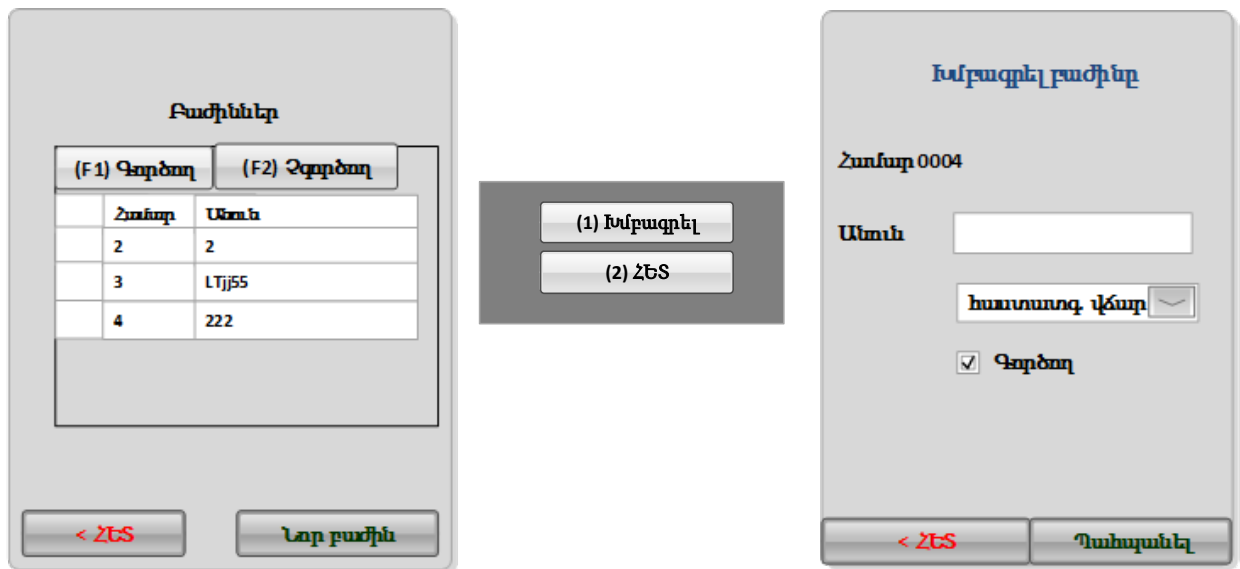 Բաժիններ
(F1) Գործող
(F2) Չգործող
Համար Անուն
2 2
3 LTjj55
4 222
< ՀԵՏ
Նոր բաժին
(1) Խմբագրել
(2) ՀԵՏ
Խմբագրել բաժինը
Համար 0004
Անուն
հաստատգ. վճար
Գործող
< ՀԵՏ
Պահպանել